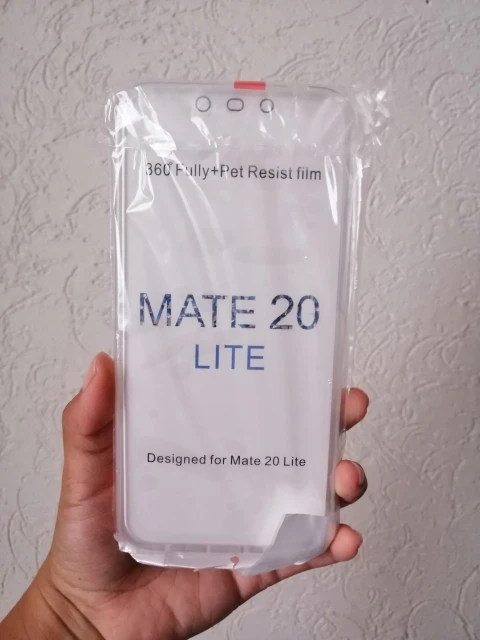 360 Fully+Pet Resist film
MATE 20
LITE
Designed for Mate 20 Lite